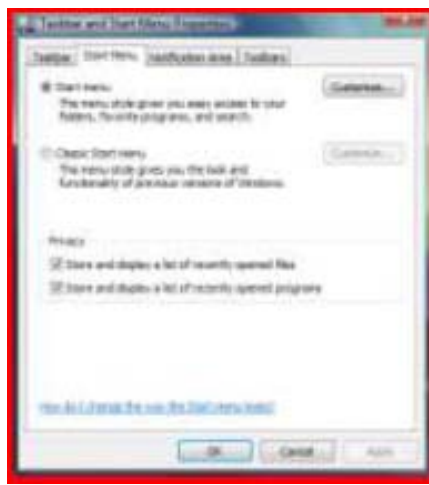 Taskbar and Start Menu Properties
Taskbar Start Menu Notification Area Toolbars
Start menu Customize...
This menu style gives you easy access to your
folders, favorite programs, and search.
Classic Start menu Customize...
This menu style gives you the look and
functionality of previous versions of Windows.
Privacy
Store and display a list of recently opened files
Store and display a list of recently opened programs
How do I change the way the Start menu looks?
OK Cancel Apply